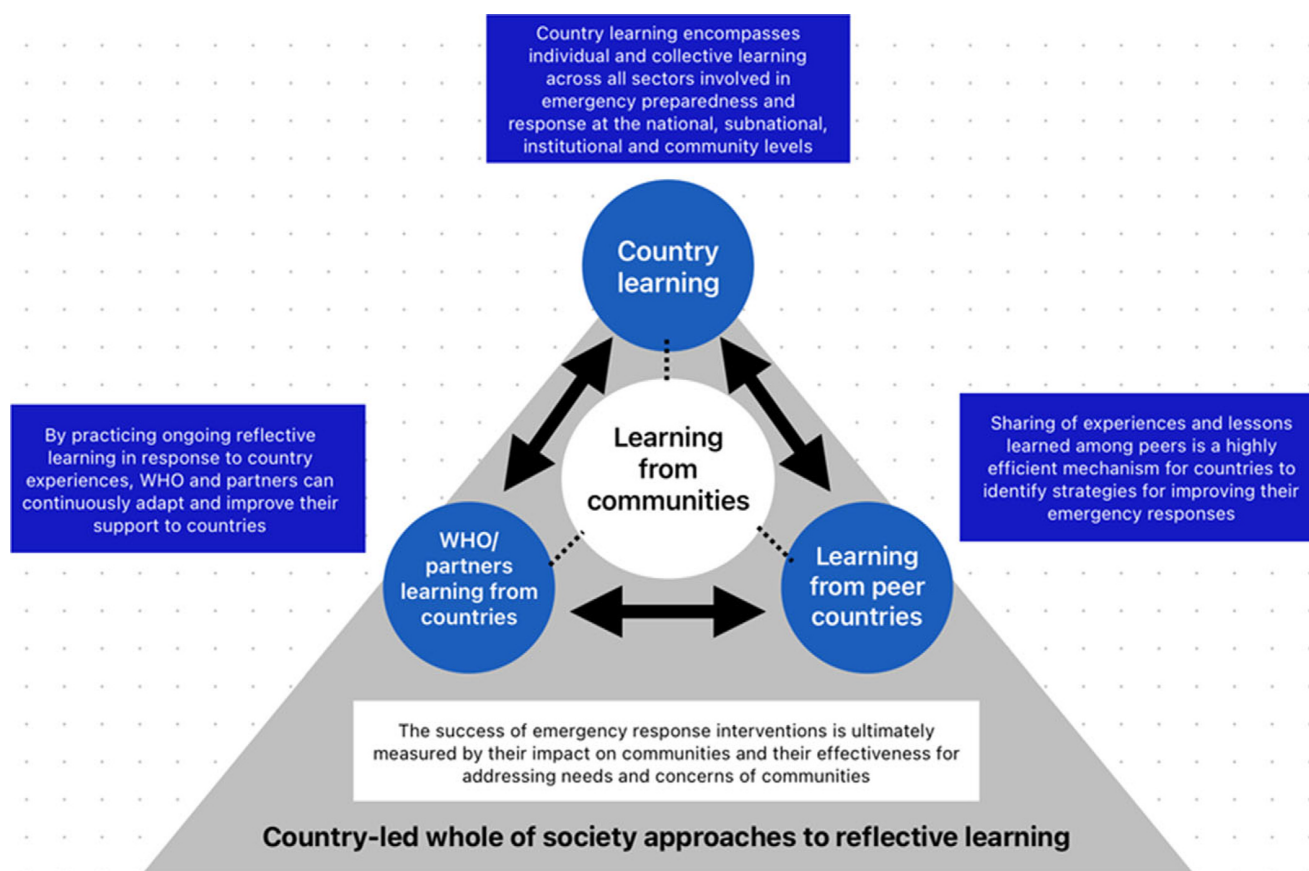 Country learning encompasses
individual and collective learning
across all sectors involved in
emergency preparedness and
response at the national, subnational,
institutional and community levels
Country
learning
By practicing ongoing reflective
learning in response to country
experiences, WHO and partners can
continuously adapt and improve their
support to countries
Learning
from
communities
Sharing of experiences and lessons
learned among peers is a highly
efficient mechanism for countries to
identify strategies for improving their
emergency responses
WHO/
partners
learning from
countries
Learning
from peer
countries
The success of emergency response interventions is ultimately
measured by their impact on communities and their effectiveness for
addressing needs and concerns of communities
Country-led whole of society approaches to reflective learning